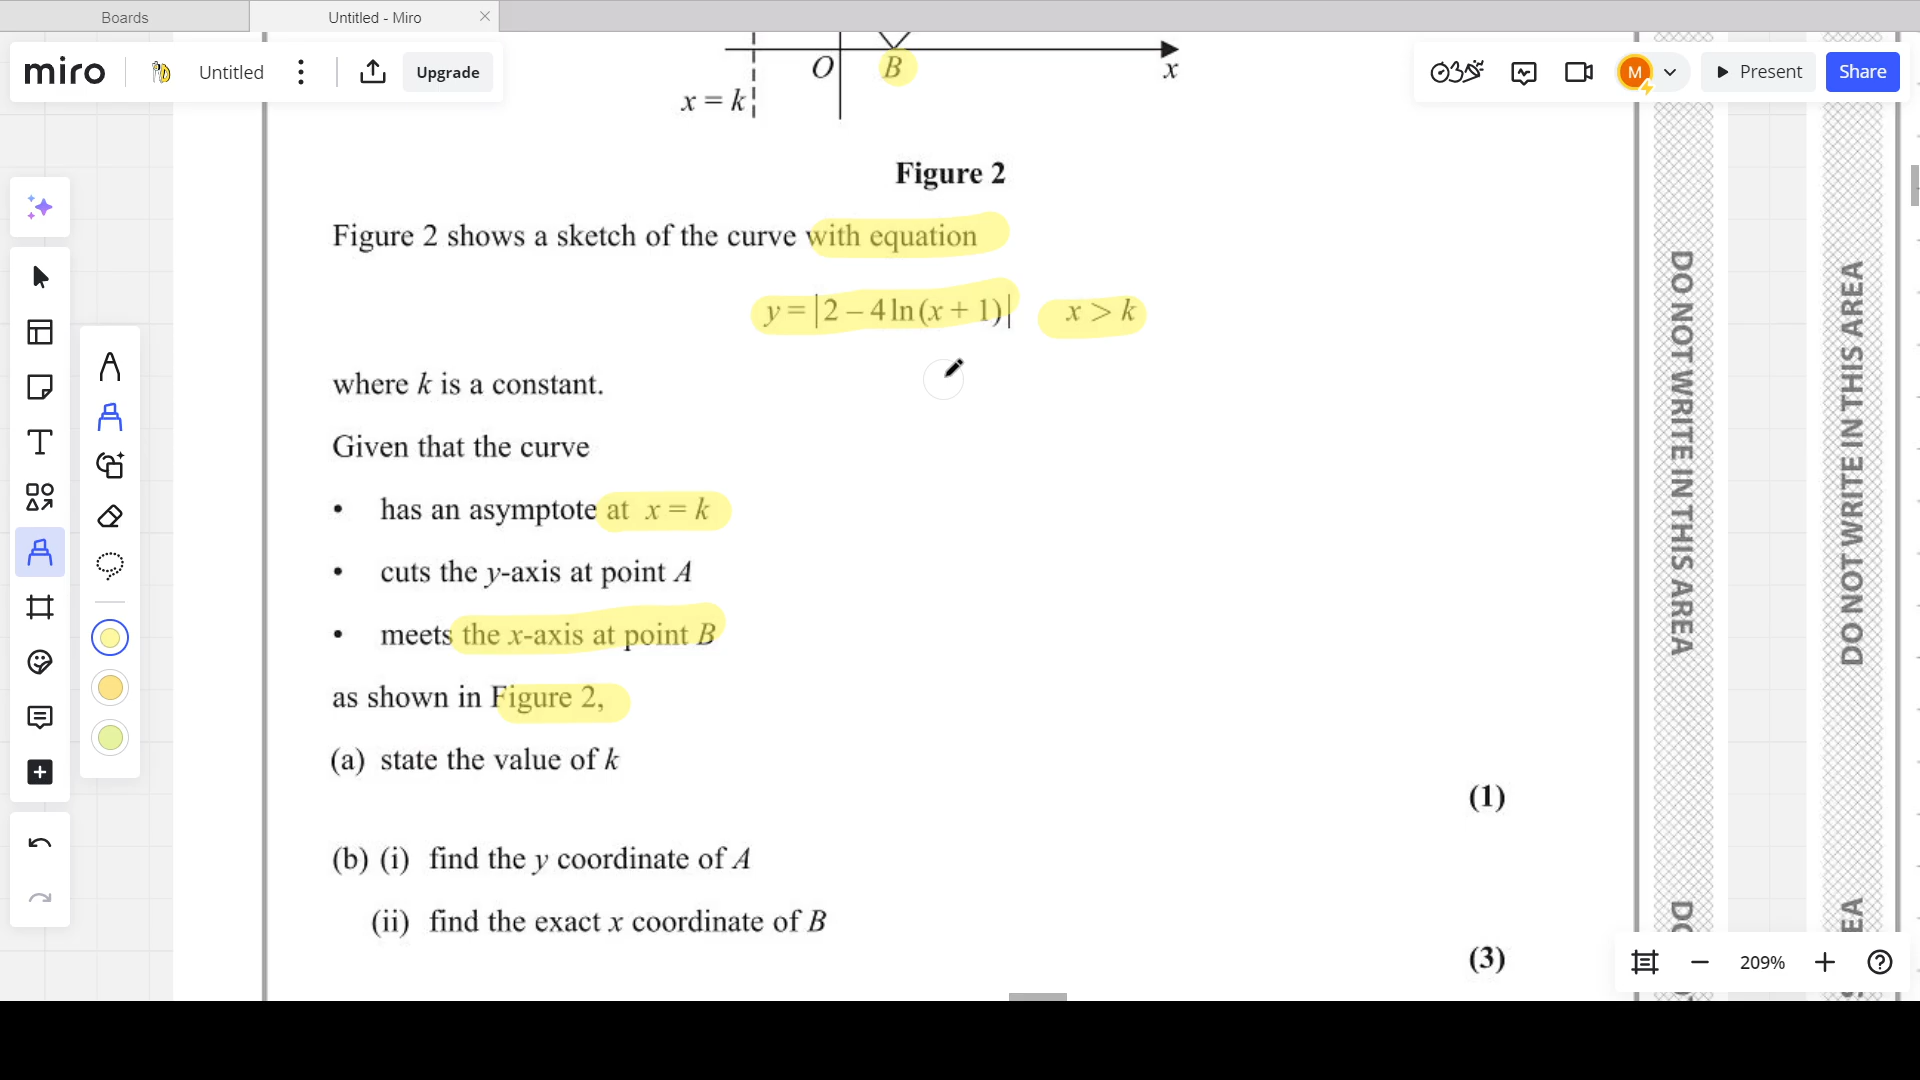 Boards
Untitled - Miro
miro
Untitled
Upgrade
M
Present
Share
O
B
x
x = k
Figure 2
Figure 2 shows a sketch of the curve with equation
y = |2 – 4 ln (x + 1)| x > k
where k is a constant.
Given that the curve
• has an asymptote at x = k
• cuts the y-axis at point A
• meets the x-axis at point B
as shown in Figure 2,
(a) state the value of k
(1)
(b) (i) find the y coordinate of A
(ii) find the exact x coordinate of B
(3)
DO NOT WRITE IN THIS AREA
DO NOT WRITE IN THIS AREA
209%